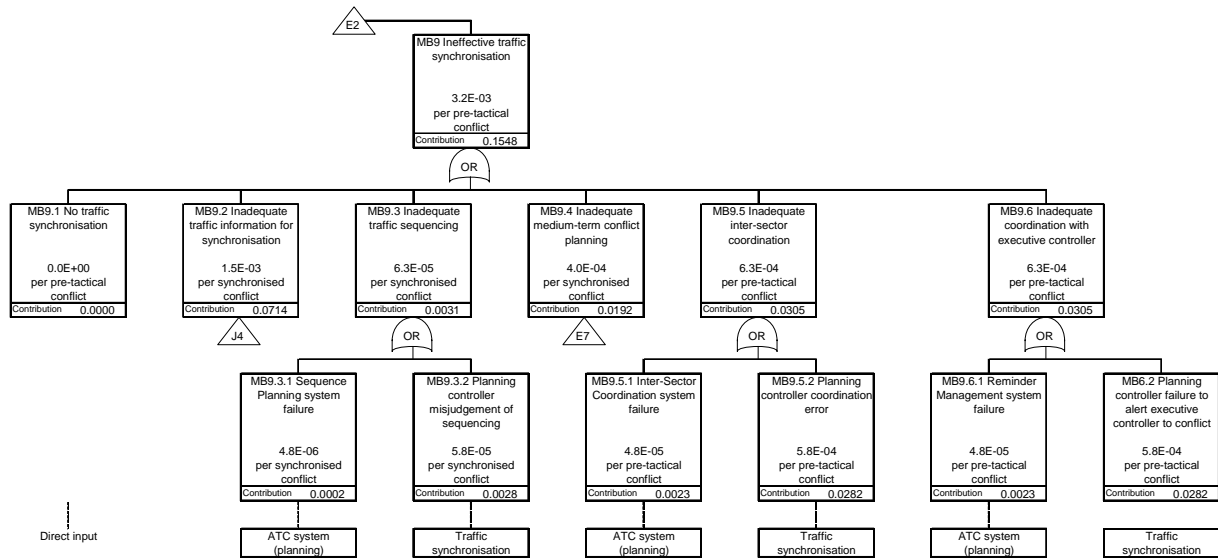 E2
MB9 Ineffective traffic
synchronisation
3.2E-03
per pre-tactical
conflict
Contribution 0.1548
OR
MB9.1 No traffic
synchronisation
0.0E+00
per pre-tactical
conflict
Contribution 0.0000
MB9.2 Inadequate
traffic information for
synchronisation
1.5E-03
per synchronised
conflict
Contribution 0.0714
J4
MB9.3 Inadequate
traffic sequencing
6.3E-05
per synchronised
conflict
Contribution 0.0031
OR
MB9.4 Inadequate
medium-term conflict
planning
4.0E-04
per synchronised
conflict
Contribution 0.0192
E7
MB9.5 Inadequate
inter-sector
coordination
6.3E-04
per pre-tactical
conflict
Contribution 0.0305
OR
MB9.6 Inadequate
coordination with
executive controller
6.3E-04
per pre-tactical
conflict
Contribution 0.0305
OR
MB9.3.1 Sequence
Planning system
failure
4.8E-06
per synchronised
conflict
Contribution 0.0002
MB9.3.2 Planning
controller
misjudgement of
sequencing
5.8E-05
per synchronised
conflict
Contribution 0.0028
MB9.5.1 Inter-Sector
Coordination system
failure
4.8E-05
per pre-tactical
conflict
Contribution 0.0023
MB9.5.2 Planning
controller coordination
error
5.8E-04
per pre-tactical
conflict
Contribution 0.0282
MB9.6.1 Reminder
Management system
failure
4.8E-05
per pre-tactical
conflict
Contribution 0.0023
MB6.2 Planning
controller failure to
alert executive
controller to conflict
5.8E-04
per pre-tactical
conflict
Contribution 0.0282
Direct input
ATC system
(planning)
Traffic
synchronisation
ATC system
(planning)
Traffic
synchronisation
ATC system
(planning)
Traffic
synchronisation